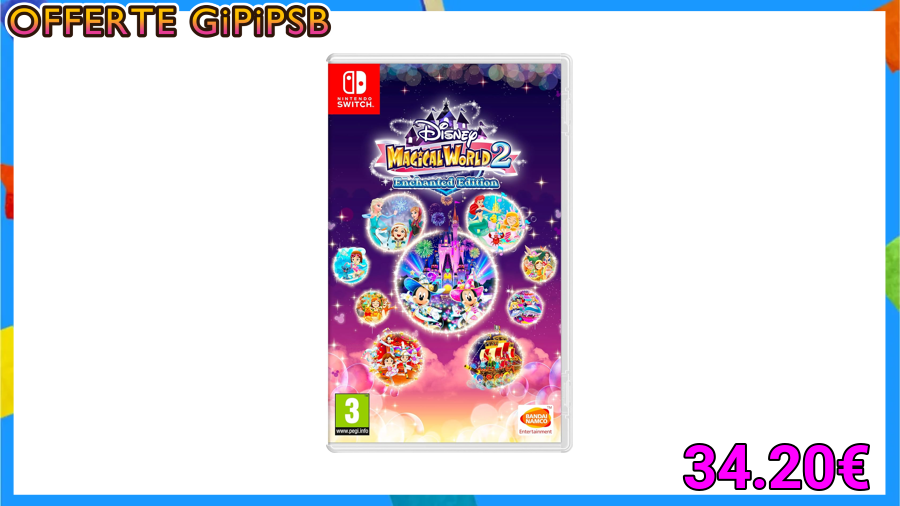 OFFERTE GiPiPSB
NINTENDO
SWITCH.
Disney
MAGICAL WORLD 2
Enchanted Edition
3
www.pegi.info
BANDAI
NAMCO
Entertainment
34.20€